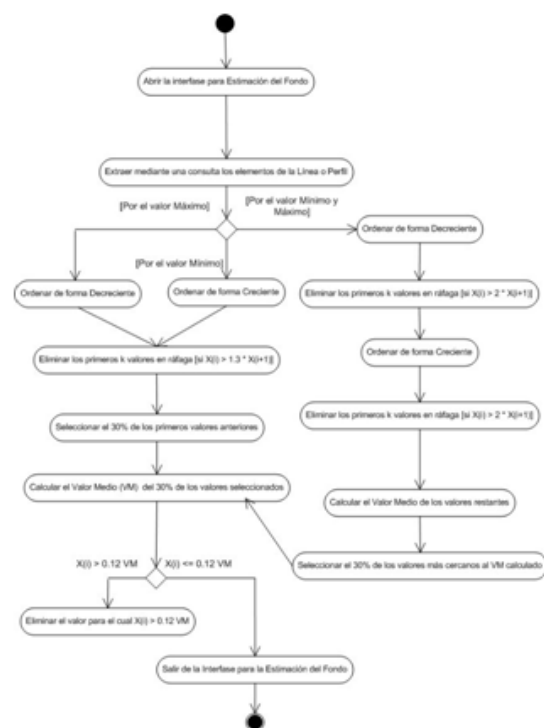 Abrir la interfase para Estimación del Fondo
Extraer mediante una consulta los elementos de la Línea o Perfil
[Por el valor Máximo]
[Por el valor Mínimo y
Máximo]
Ordenar de forma Decreciente
[Por el valor Mínimo]
Ordenar de forma Decreciente
Ordenar de forma Creciente
Eliminar los primeros k valores en ráfaga [si X(i) > 2 * X(i+1)]
Ordenar de forma Creciente
Eliminar los primeros k valores en ráfaga [si X(i) > 1.3 * X(i+1)]
Eliminar los primeros k valores en ráfaga [si X(i) > 2 * X(i+1)]
Seleccionar el 30% de los primeros valores anteriores
Calcular el Valor Medio (VM) del 30% de los valores seleccionados
Calcular el Valor Medio de los valores restantes
Seleccionar el 30% de los valores más cercanos al VM calculado
X(i) > 0.12 VM
X(i) <= 0.12 VM
Eliminar el valor para el cual X(i) > 0.12 VM
Salir de la Interfase para la Estimación del Fondo